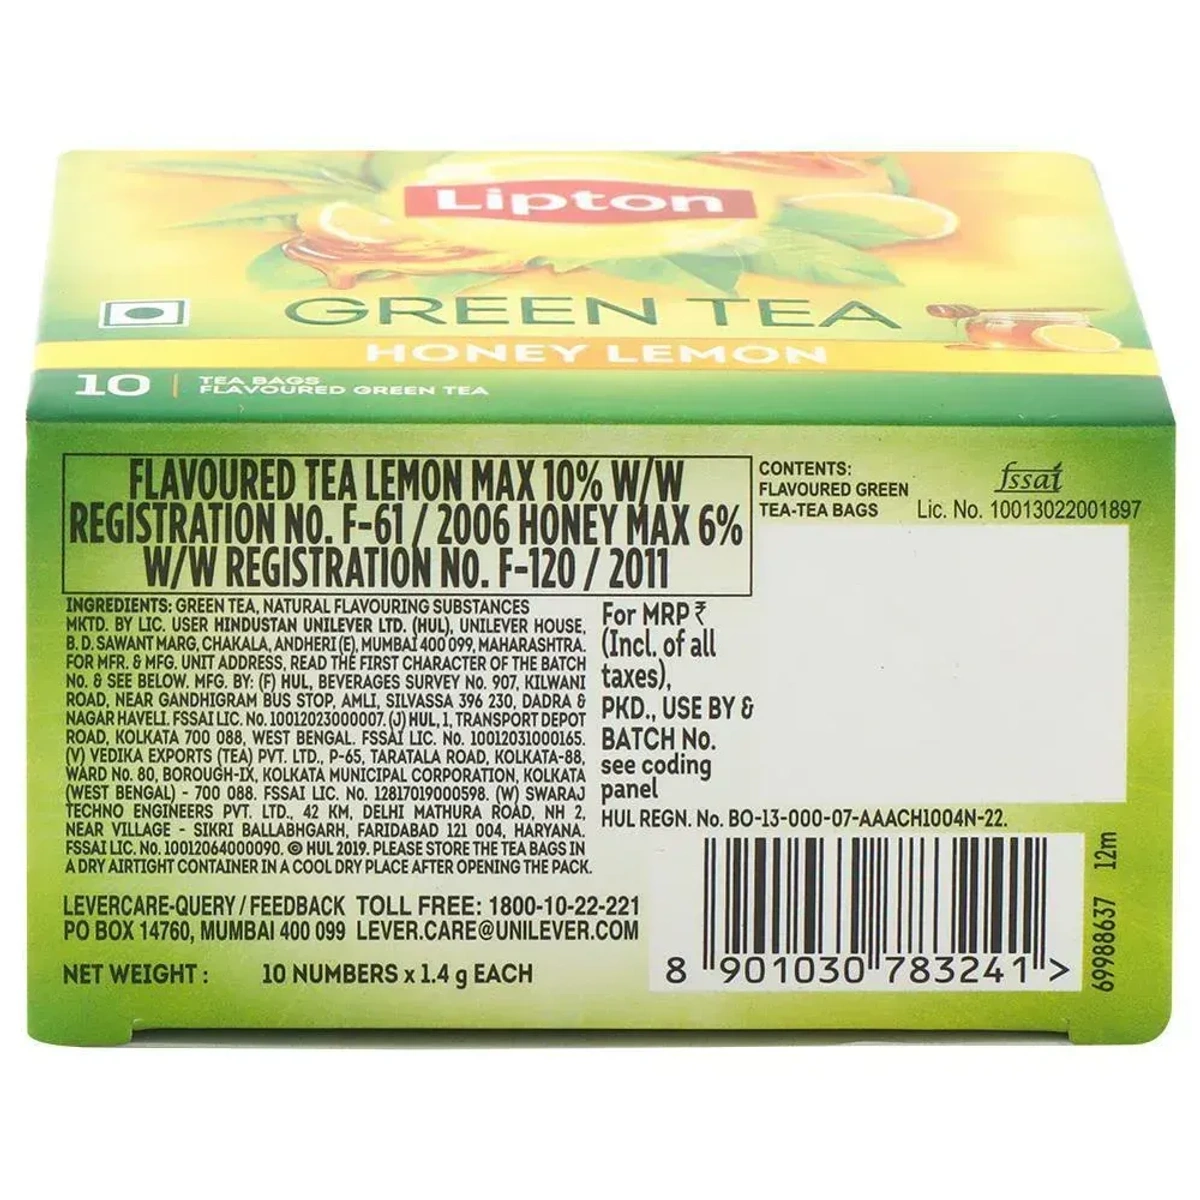 Lipton
GREEN TEA
HONEY LEMON
10 TEA BAGS
FLAVOURED GREEN TEA
FLAVOURED TEA LEMON MAX 10% W/W
REGISTRATION NO. F-61 / 2006 HONEY MAX 6%
W/W REGISTRATION NO. F-120 / 2011
CONTENTS:
FLAVOURED GREEN
TEA-TEA BAGS
fssai
Lic. No. 10013022001897
INGREDIENTS: GREEN TEA, NATURAL FLAVOURING SUBSTANCES
MKTD. BY LIC. USER HINDUSTAN UNILEVER LTD. (HUL), UNILEVER HOUSE,
B. D. SAWANT MARG, CHAKALA, ANDHERI (E), MUMBAI 400 099, MAHARASHTRA.
FOR MFR. & MFG. UNIT ADDRESS, READ THE FIRST CHARACTER OF THE BATCH
No. & SEE BELOW. MFG. BY: (F) HUL, BEVERAGES SURVEY No. 907, KILWANI
ROAD, NEAR GANDHIGRAM BUS STOP, AMLI, SILVASSA 396 230, DADRA &
NAGAR HAVELI. FSSAI LIC. No. 10012023000007. (J) HUL, 1, TRANSPORT DEPOT
ROAD, KOLKATA 700 088, WEST BENGAL. FSSAI LIC. No. 10012031000165.
(V) VEDIKA EXPORTS (TEA) PVT. LTD., P-65, TARATALA ROAD, KOLKATA-88,
WARD No. 80, BOROUGH-IX, KOLKATA MUNICIPAL CORPORATION, KOLKATA
(WEST BENGAL) - 700 088. FSSAI LIC. No. 12817019000598. (W) SWARAJ
TECHNO ENGINEERS PVT. LTD., 42 KM, DELHI MATHURA ROAD, NH 2,
NEAR VILLAGE - SIKRI BALLABHGARH, FARIDABAD 121 004, HARYANA.
FSSAI LIC. No. 10012064000090. © HUL 2019. PLEASE STORE THE TEA BAGS IN
A DRY AIRTIGHT CONTAINER IN A COOL DRY PLACE AFTER OPENING THE PACK.
For MRP ₹
(Incl. of all
taxes),
PKD., USE BY &
BATCH No.
see coding
panel
HUL REGN. No. BO-13-000-07-AAACH1004N-22.
LEVERCARE-QUERY / FEEDBACK TOLL FREE: 1800-10-22-221
PO BOX 14760, MUMBAI 400 099 LEVER.CARE@UNILEVER.COM
NET WEIGHT : 10 NUMBERS x 1.4 g EACH
8 901030 783241 >
69988637 12m